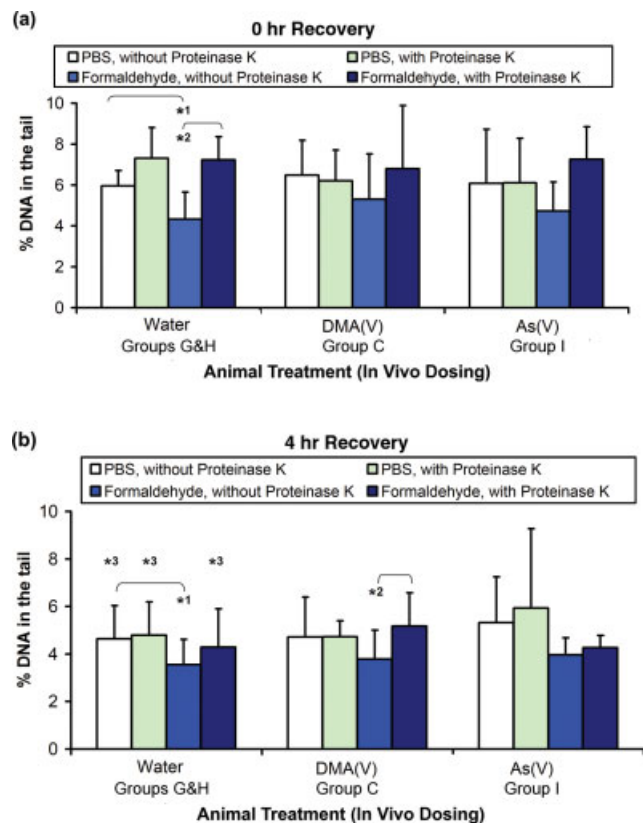 (a)
0 hr Recovery
PBS, without Proteinase K PBS, with Proteinase K
Formaldehyde, without Proteinase K Formaldehyde, with Proteinase K
10
8
6
4
2
0
% DNA in the tail
*1
*2
Water DMA(V) As(V)
Groups G&H Group C Group I
Animal Treatment (In Vivo Dosing)
(b)
4 hr Recovery
PBS, without Proteinase K PBS, with Proteinase K
Formaldehyde, without Proteinase K Formaldehyde, with Proteinase K
10
8
6
4
2
0
% DNA in the tail
*3 *3 *3
*1 *2
Water DMA(V) As(V)
Groups G&H Group C Group I
Animal Treatment (In Vivo Dosing)